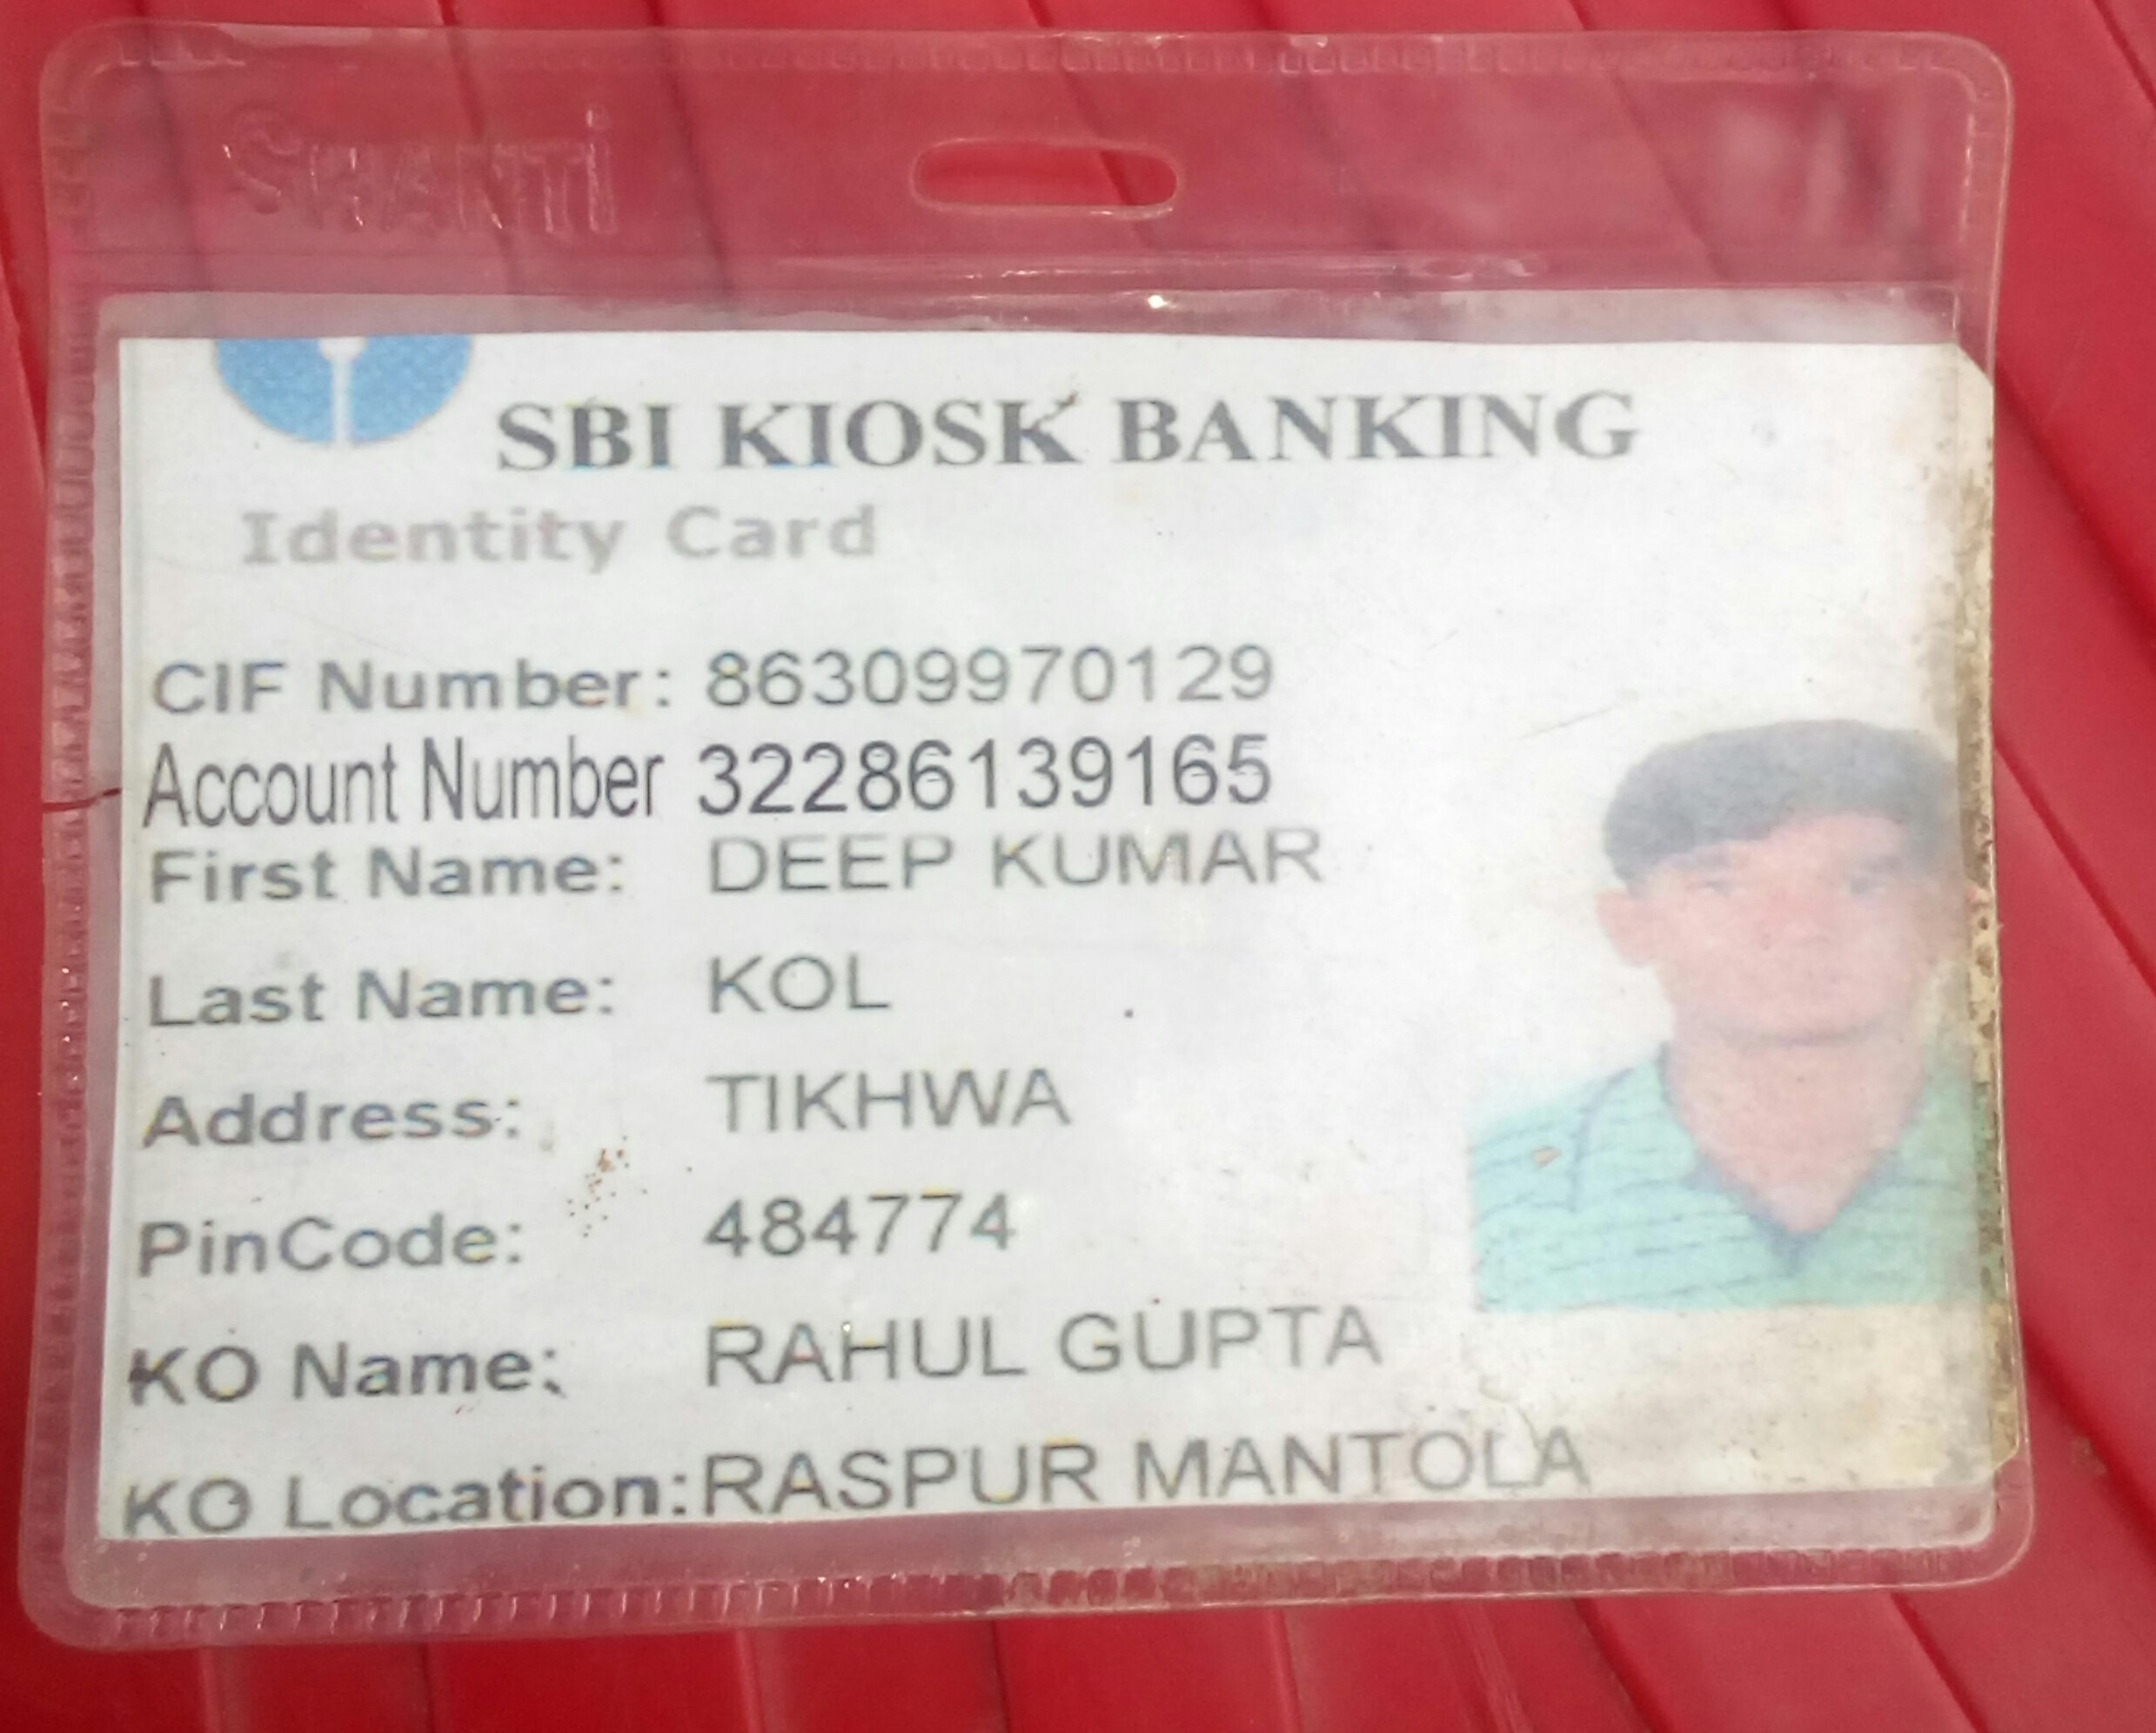 SHANTi
SBI KIOSK BANKING
Identity Card
CIF Number: 86309970129
Account Number 32286139165
First Name: DEEP KUMAR
Last Name: KOL
Address: TIKHWA
PinCode: 484774
KO Name: RAHUL GUPTA
KO Location: RASPUR MANTOLA